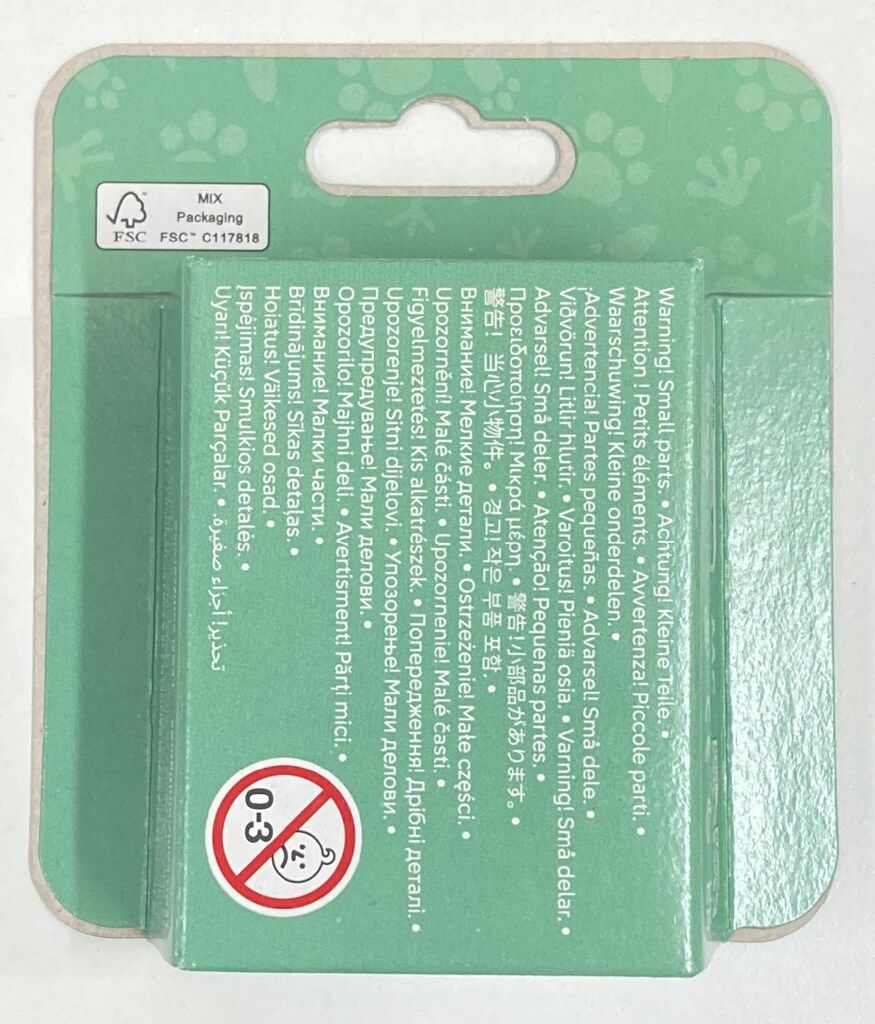 MIX
Packaging
FSC™ C117818
FSC
Warning! Small parts. • Achtung! Kleine Teile. •
Attention ! Petits éléments. • Avvertenza! Piccole parti. •
Waarschuwing! Kleine onderdelen. •
¡Advertencia! Partes pequeñas. • Advarsel! Små dele. •
Viðvörun! Litlir hlutir. • Varoitus! Pieniä osia. • Varning! Små delar. •
Advarsel! Små deler. • Atenção! Pequenas partes. •
Προειδοποίηση! Μικρά μέρη. • 警告!小部品があります。 •
警告! 当心小物件。 • 경고! 작은 부품 포함. •
Внимание! Мелкие детали. • Ostrzeżenie! Małe części. •
Upozornění! Malé části. • Upozornenie! Malé časti. •
Figyelmeztetés! Kis alkatrészek. • Попередження! Дрібні деталі. •
Upozorenje! Sitni dijelovi. • Упозорење! Мали делови. •
Предупредување! Мали делови. •
Opozorilo! Majhni deli. • Avertisment! Părți mici. •
Внимание! Малки части. •
Brīdinājums! Sīkas detaļas. •
Hoiatus! Väikesed osad. •
Įspėjimas! Smulkios detalės. •
Uyarı! Küçük Parçalar. • تحذير! أجزاء صغيرة
0-3